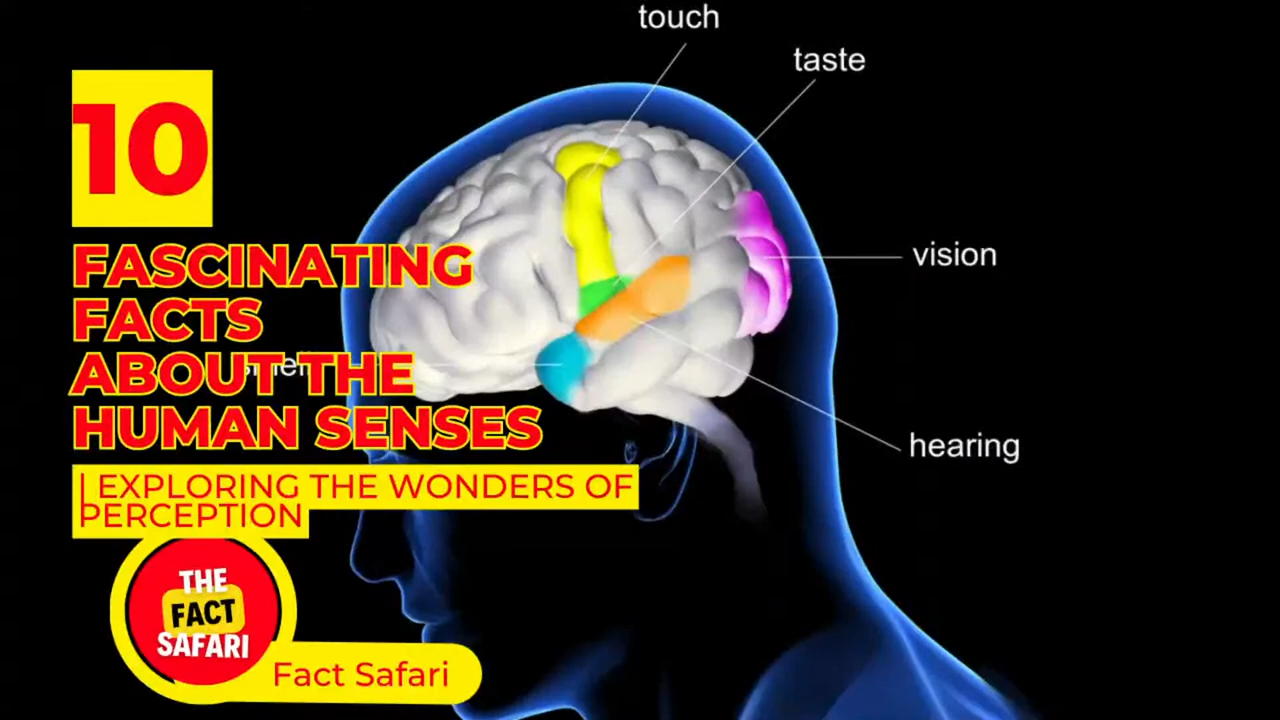 touch
taste
10
FASCINATING
FACTS
ABOUT THE
HUMAN SENSES
vision
hearing
| EXPLORING THE WONDERS OF
PERCEPTION
THE
FACT
SAFARI
Fact Safari